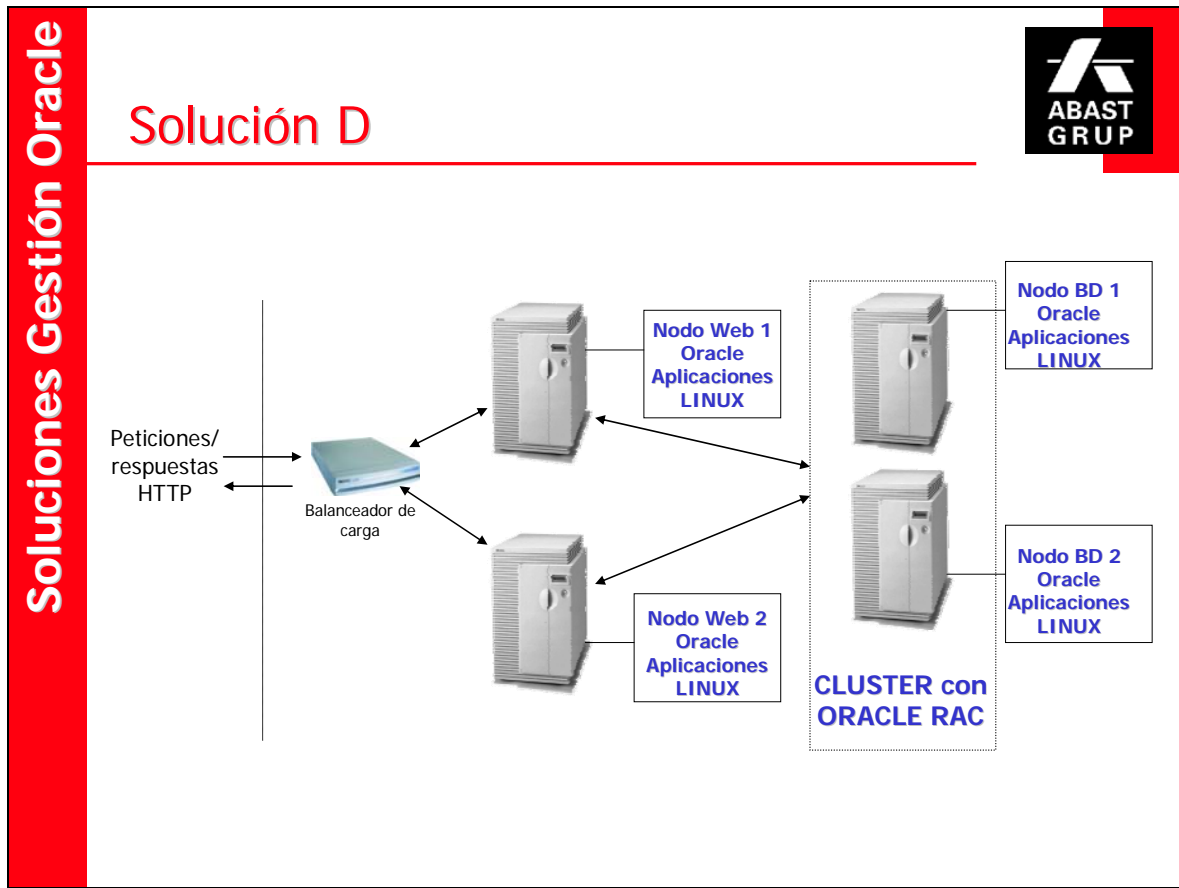 Soluciones Gestión Oracle
Solución D
ABAST
GRUP
Peticiones/
respuestas
HTTP
Balanceador de
carga
Nodo Web 1
Oracle
Aplicaciones
LINUX
Nodo Web 2
Oracle
Aplicaciones
LINUX
Nodo BD 1
Oracle
Aplicaciones
LINUX
Nodo BD 2
Oracle
Aplicaciones
LINUX
CLUSTER con
ORACLE RAC